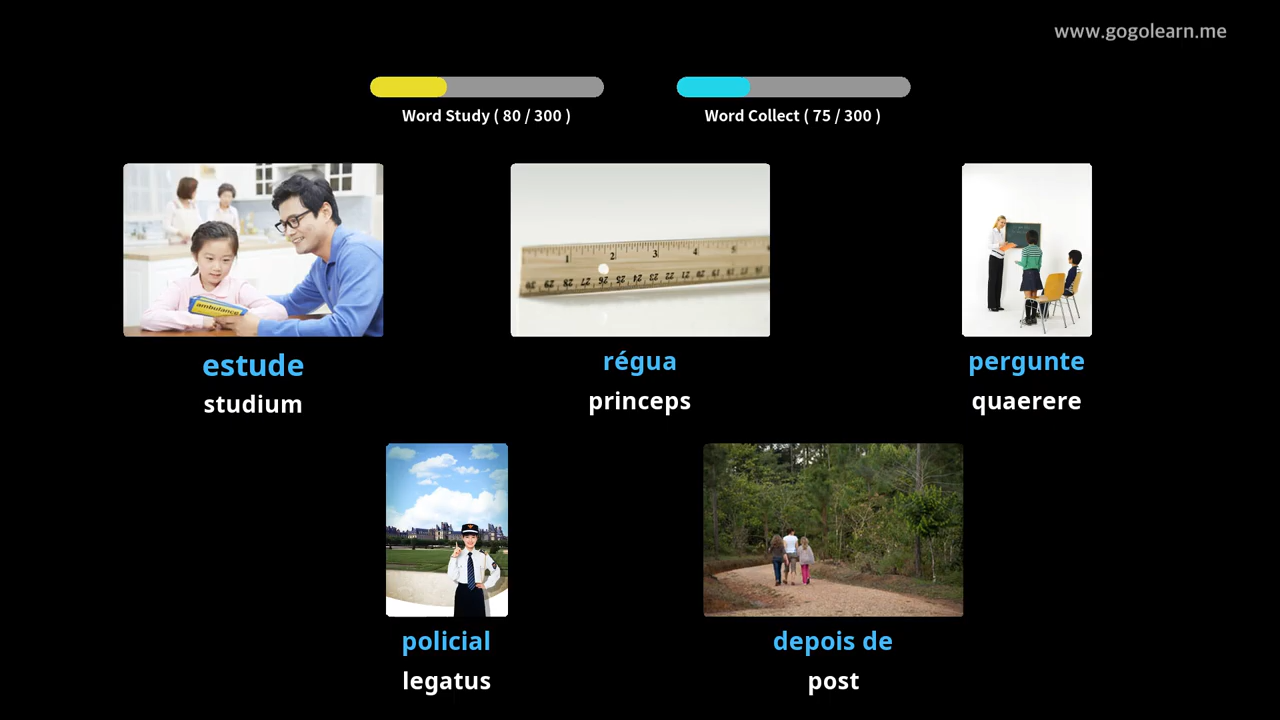 www.gogolearn.me
Word Study ( 80 / 300 )
Word Collect ( 75 / 300 )
ambulance
estude
studium
régua
princeps
pergunte
quaerere
policial
legatus
depois de
post